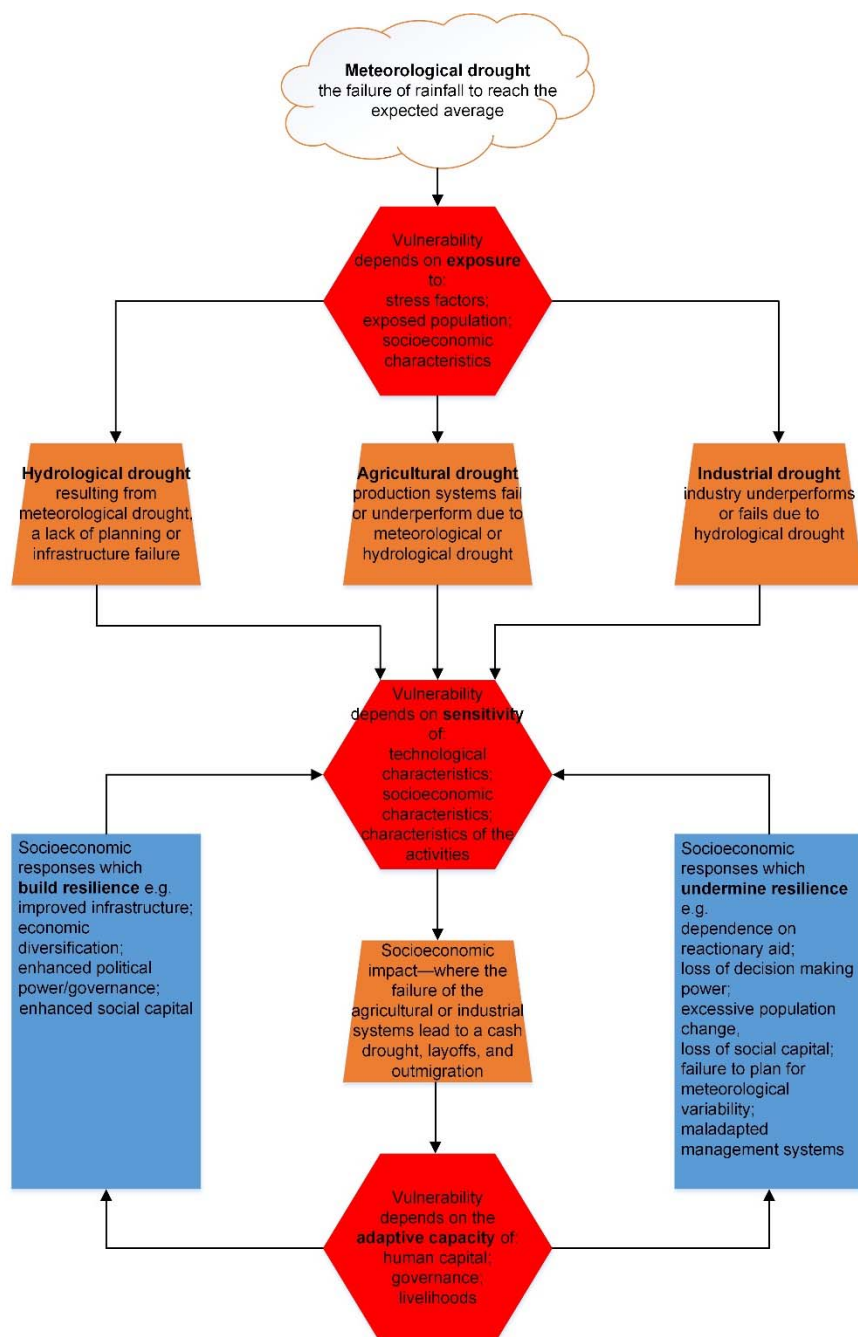 Meteorological drought
the failure of rainfall to reach the
expected average
Vulnerability
depends on exposure
to:
stress factors;
exposed population;
socioeconomic
characteristics
Hydrological drought
resulting from
meteorological drought,
a lack of planning or
infrastructure failure
Agricultural drought
production systems fail
or underperform due to
meteorological or
hydrological drought
Industrial drought
industry underperforms
or fails due to
hydrological drought
Vulnerability
depends on sensitivity
of:
technological
characteristics;
socioeconomic
characteristics;
characteristics of the
activities
Socioeconomic
responses which
build resilience e.g.
improved infrastructure;
economic
diversification;
enhanced political
power/governance;
enhanced social capital
Socioeconomic
impact—where the
failure of the
agricultural or industrial
systems lead to a cash
drought, layoffs, and
outmigration
Socioeconomic
responses which
undermine resilience
e.g.
dependence on
reactionary aid;
loss of decision making
power;
excessive population
change,
loss of social capital;
failure to plan for
meteorological
variability;
maladapted
management systems
Vulnerability
depends on the
adaptive capacity of:
human capital;
governance;
livelihoods